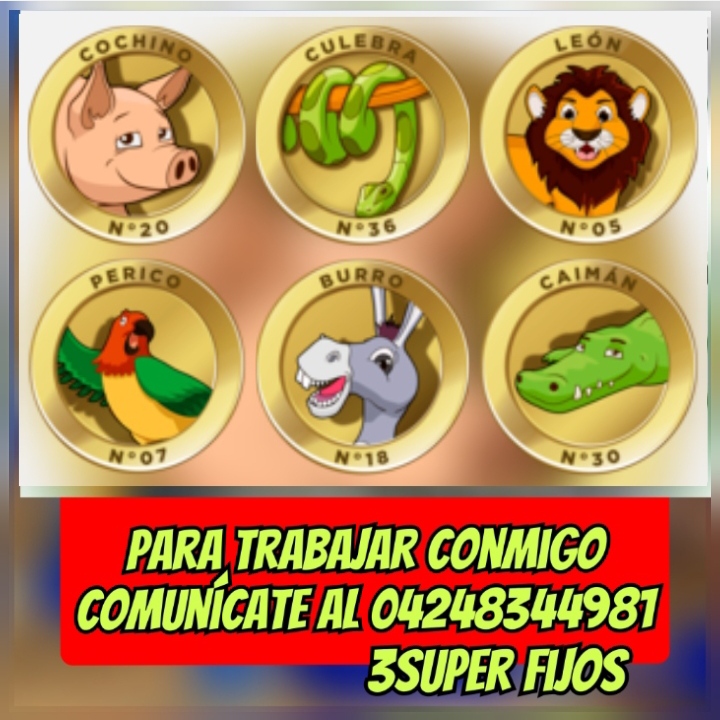 COCHINO
N°20
CULEBRA
N°36
LEÓN
N°05
PERICO
N°07
BURRO
N°18
CAIMÁN
N°30
PARA TRABAJAR CONMIGO
COMUNÍCATE AL 04248344981
3SUPER FIJOS